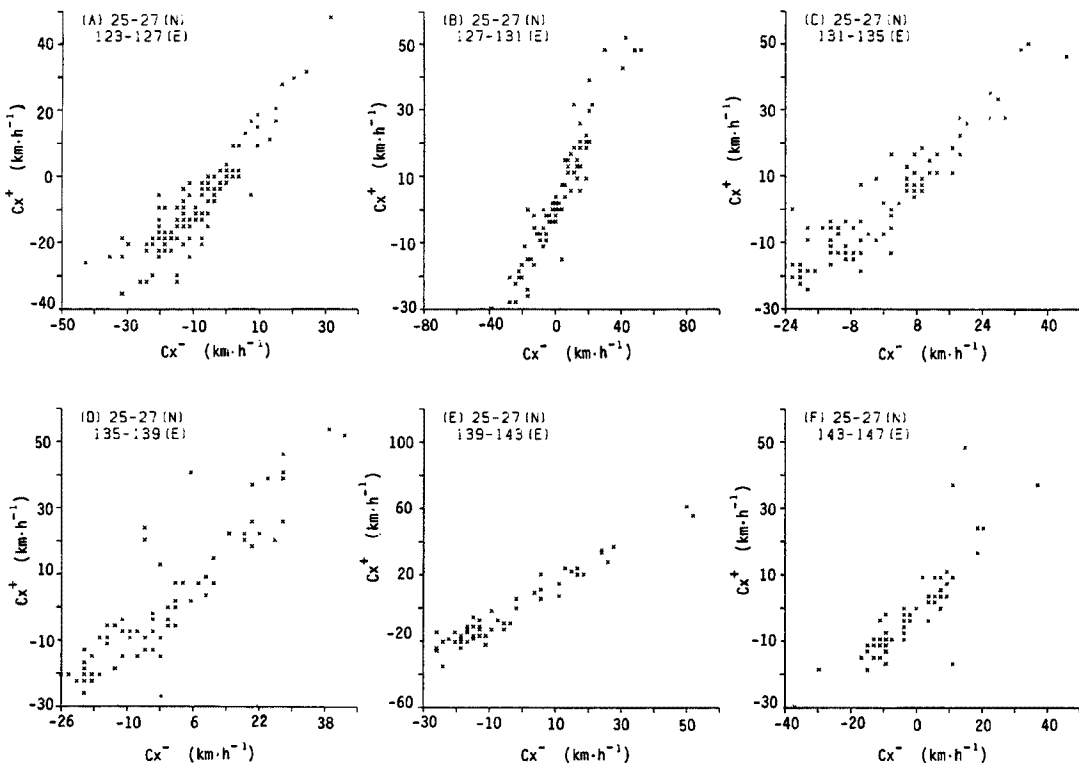 (A) 25-27(N)
123-127(E)
50
40
20
0
-20
-40
-50
-30
-10
10
30
Cx⁺ (km·h⁻¹)
Cx⁻ (km·h⁻¹)
(B) 25-27(N)
127-131(E)
50
30
10
-10
-30
-80
-40
0
40
80
Cx⁺ (km·h⁻¹)
Cx⁻ (km·h⁻¹)
(C) 25-27(N)
131-135(E)
50
30
10
-10
-30
-24
-8
8
24
40
Cx⁺ (km·h⁻¹)
Cx⁻ (km·h⁻¹)
(D) 25-27(N)
135-139(E)
50
30
10
-10
-30
-26
-10
6
22
38
Cx⁺ (km·h⁻¹)
Cx⁻ (km·h⁻¹)
(E) 25-27(N)
139-143(E)
100
60
20
-20
-60
-30
-10
10
30
50
Cx⁺ (km·h⁻¹)
Cx⁻ (km·h⁻¹)
(F) 25-27(N)
143-147(E)
50
30
10
-10
-30
-40
-20
0
20
40
Cx⁺ (km·h⁻¹)
Cx⁻ (km·h⁻¹)